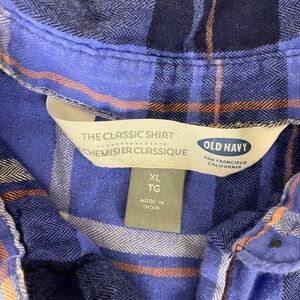 THE CLASSIC SHIRT
CHEMISIER CLASSIQUE
OLD NAVY
SAN FRANCISCO
CALIFORNIA
XL
TG
MADE IN
INDIA